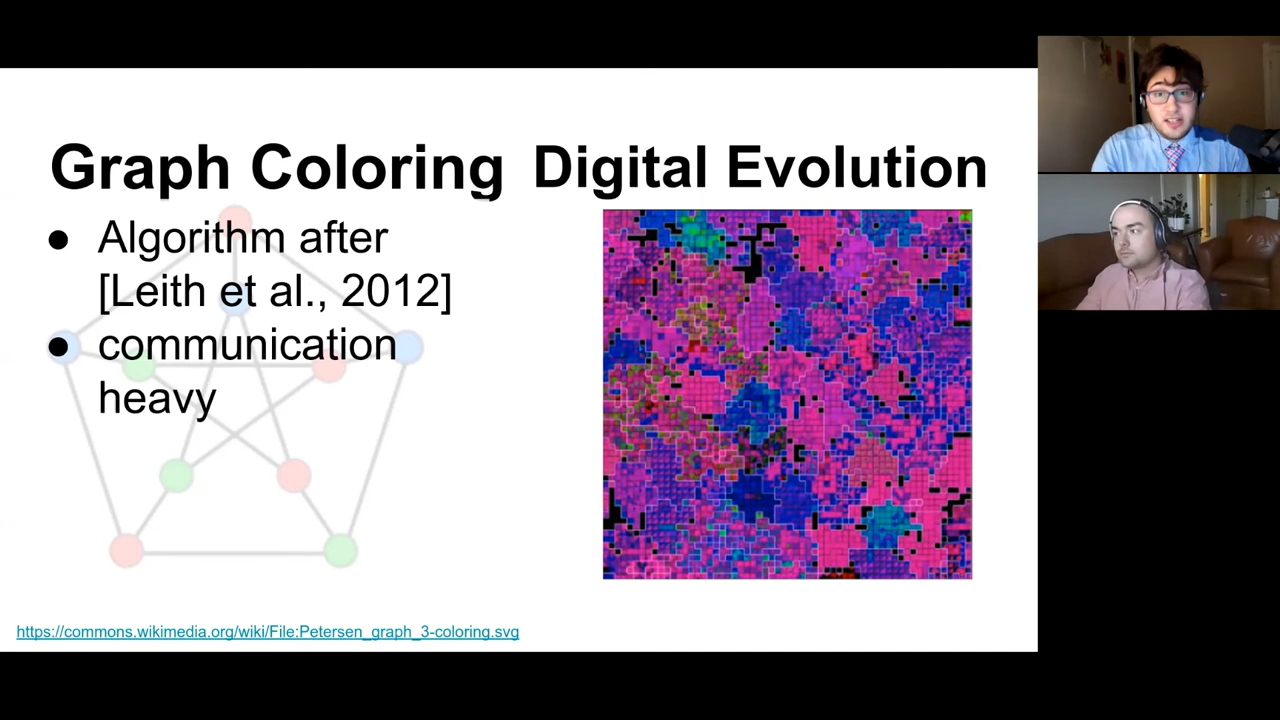 Graph Coloring
● Algorithm after
[Leith et al., 2012]
● communication
heavy
Digital Evolution
https://commons.wikimedia.org/wiki/File:Petersen_graph_3-coloring.svg